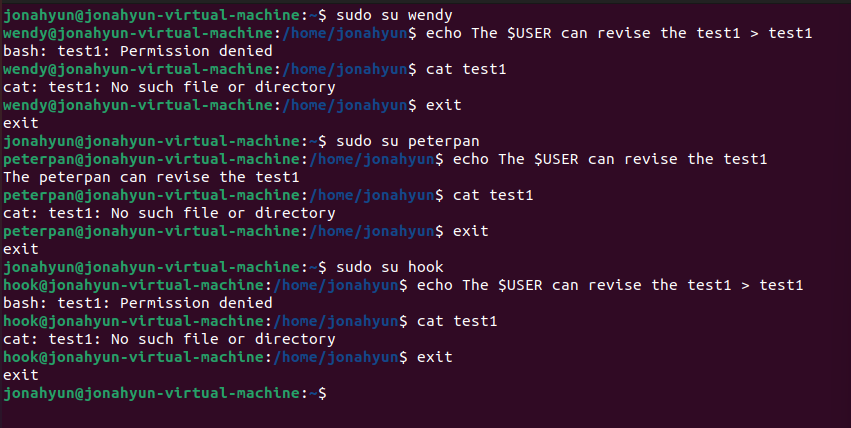 jonahyun@jonahyun-virtual-machine:~$ sudo su wendy
wendy@jonahyun-virtual-machine:/home/jonahyun$ echo The $USER can revise the test1 > test1
bash: test1: Permission denied
wendy@jonahyun-virtual-machine:/home/jonahyun$ cat test1
cat: test1: No such file or directory
wendy@jonahyun-virtual-machine:/home/jonahyun$ exit
exit
jonahyun@jonahyun-virtual-machine:~$ sudo su peterpan
peterpan@jonahyun-virtual-machine:/home/jonahyun$ echo The $USER can revise the test1
The peterpan can revise the test1
peterpan@jonahyun-virtual-machine:/home/jonahyun$ cat test1
cat: test1: No such file or directory
peterpan@jonahyun-virtual-machine:/home/jonahyun$ exit
exit
jonahyun@jonahyun-virtual-machine:~$ sudo su hook
hook@jonahyun-virtual-machine:/home/jonahyun$ echo The $USER can revise the test1 > test1
bash: test1: Permission denied
hook@jonahyun-virtual-machine:/home/jonahyun$ cat test1
cat: test1: No such file or directory
hook@jonahyun-virtual-machine:/home/jonahyun$ exit
exit
jonahyun@jonahyun-virtual-machine:~$